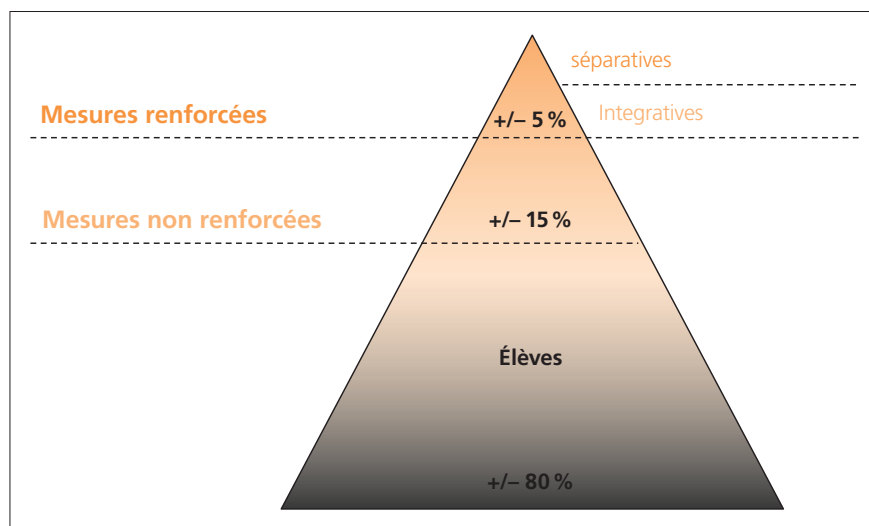 séparatives
Mesures renforcées
+/– 5 %
Integratives
Mesures non renforcées
+/– 15 %
Élèves
+/– 80 %